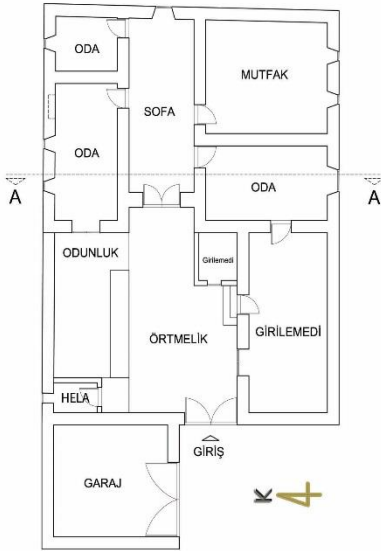 ODA
MUTFAK
SOFA
ODA
A
A
ODA
ODUNLUK
Girilemedi
ÖRTMELİK
GİRİLEMEDİ
HELA
GİRİŞ
GARAJ
K